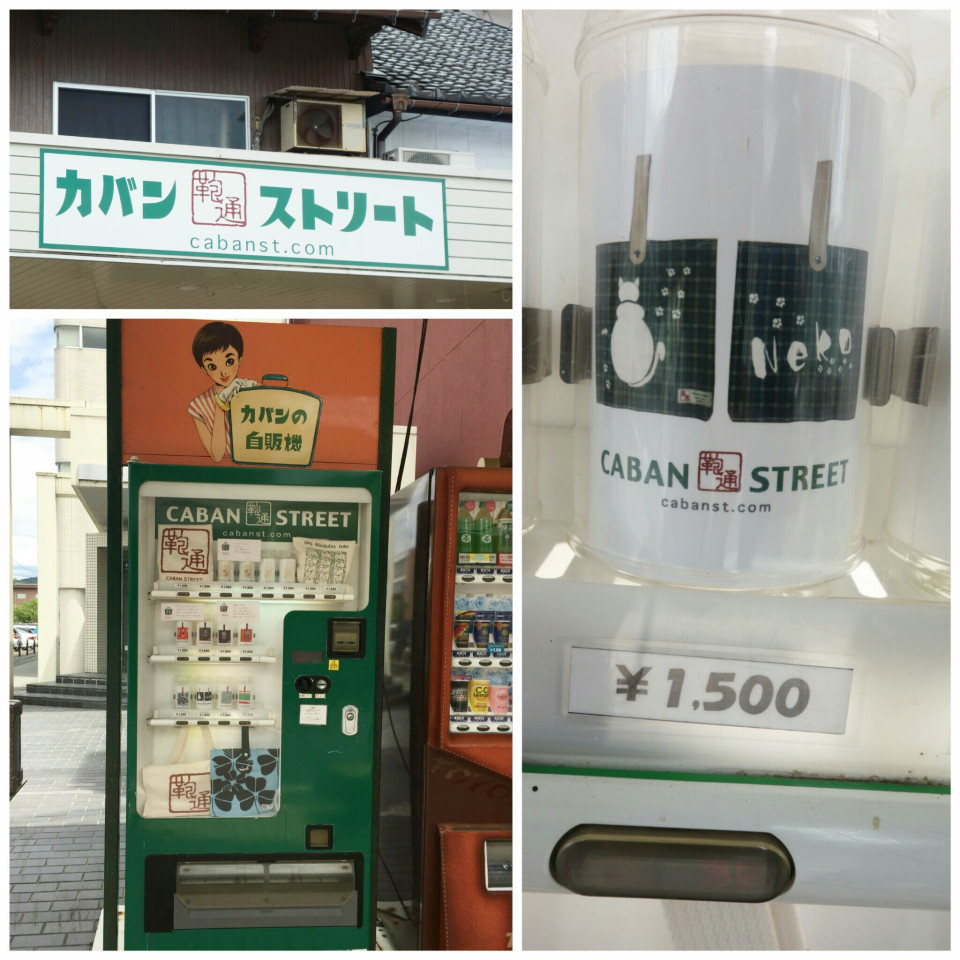 カバン 鞄通 ストリート
cabanst.com
カバンの
自販機
CABAN 鞄通 STREET
cabanst.com
鞄通
CABAN STREET
鞄通
Neko
CABAN 鞄通 STREET
cabanst.com
¥1,500